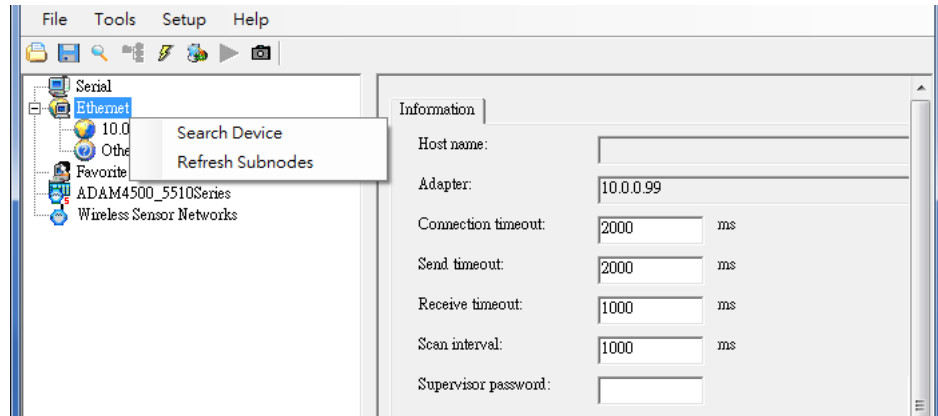 File Tools Setup Help
Serial
Ethernet
10.0
Othe
Favorite
ADAM4500_5510Series
Wireless Sensor Networks
Search Device
Refresh Subnodes
Information
Host name:
Adapter: 10.0.0.99
Connection timeout: 2000 ms
Send timeout: 2000 ms
Receive timeout: 1000 ms
Scan interval: 1000 ms
Supervisor password: